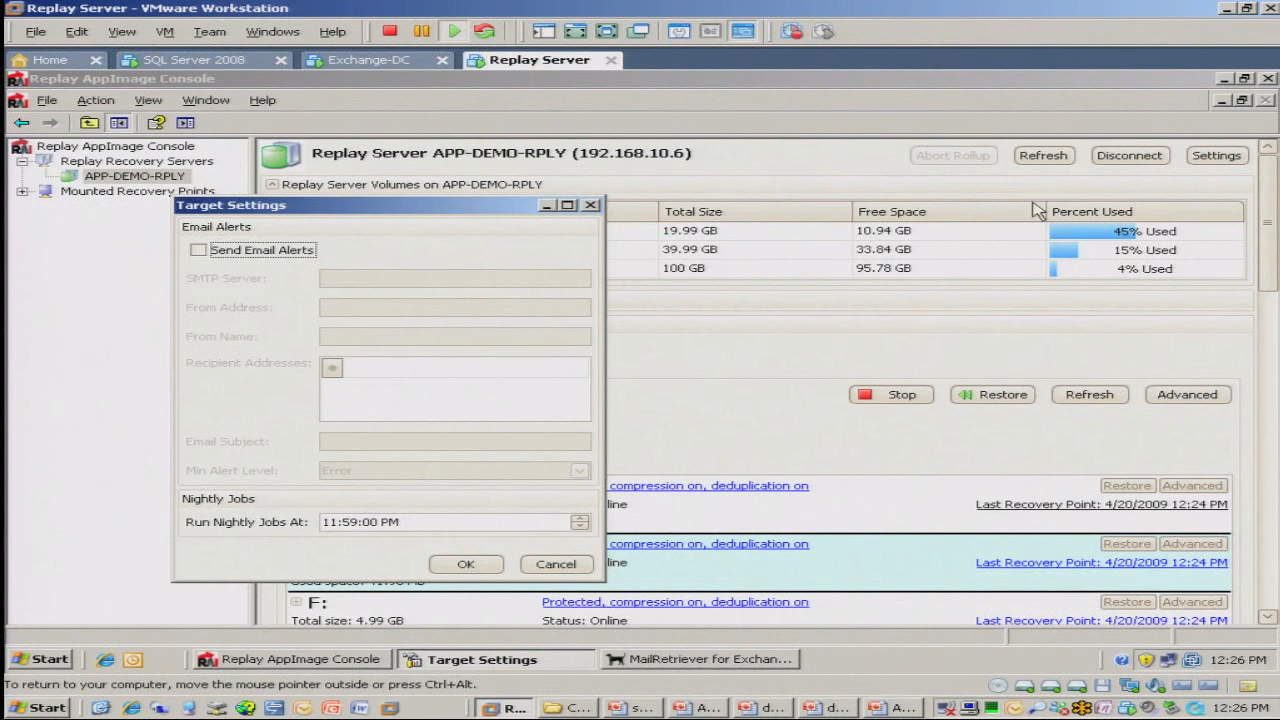 Replay Server - VMware Workstation
File Edit View VM Team Windows Help
Home SQL Server 2008 Exchange-DC Replay Server
Replay AppImage Console
File Action View Window Help
Replay AppImage Console
Replay Recovery Servers
APP-DEMO-RPLY
Mounted Recovery Points
Replay Server APP-DEMO-RPLY (192.168.10.6)
Abort Rollup Refresh Disconnect Settings
Replay Server Volumes on APP-DEMO-RPLY
Total Size Free Space Percent Used
19.99 GB 10.94 GB 45% Used
39.99 GB 33.84 GB 15% Used
100 GB 95.78 GB 4% Used
Target Settings
Email Alerts
Send Email Alerts
SMTP Server:
From Address:
From Name:
Recipient Addresses:
Email Subject:
Min Alert Level: Error
Nightly Jobs
Run Nightly Jobs At: 11:59:00 PM
OK Cancel
Stop Restore Refresh Advanced
compression on, deduplication on Restore Advanced
line Last Recovery Point: 4/20/2009 12:24 PM
compression on, deduplication on Restore Advanced
line Last Recovery Point: 4/20/2009 12:24 PM
F: Protected, compression on, deduplication on Restore Advanced
Total size: 4.99 GB Status: Online Last Recovery Point: 4/20/2009 12:24 PM
Start Replay AppImage Console Target Settings MailRetriever for Exchan... 12:26 PM
To return to your computer, move the mouse pointer outside or press Ctrl+Alt.
Start R... C... s... A... d... d... A... 12:26 PM